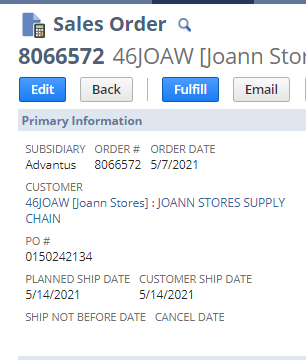 Sales Order
8066572 46JOAW [Joann Stor
Edit Back Fulfill Email
Primary Information
SUBSIDIARY ORDER # ORDER DATE
Advantus 8066572 5/7/2021
CUSTOMER
46JOAW [Joann Stores] : JOANN STORES SUPPLY
CHAIN
PO #
0150242134
PLANNED SHIP DATE CUSTOMER SHIP DATE
5/14/2021 5/14/2021
SHIP NOT BEFORE DATE CANCEL DATE